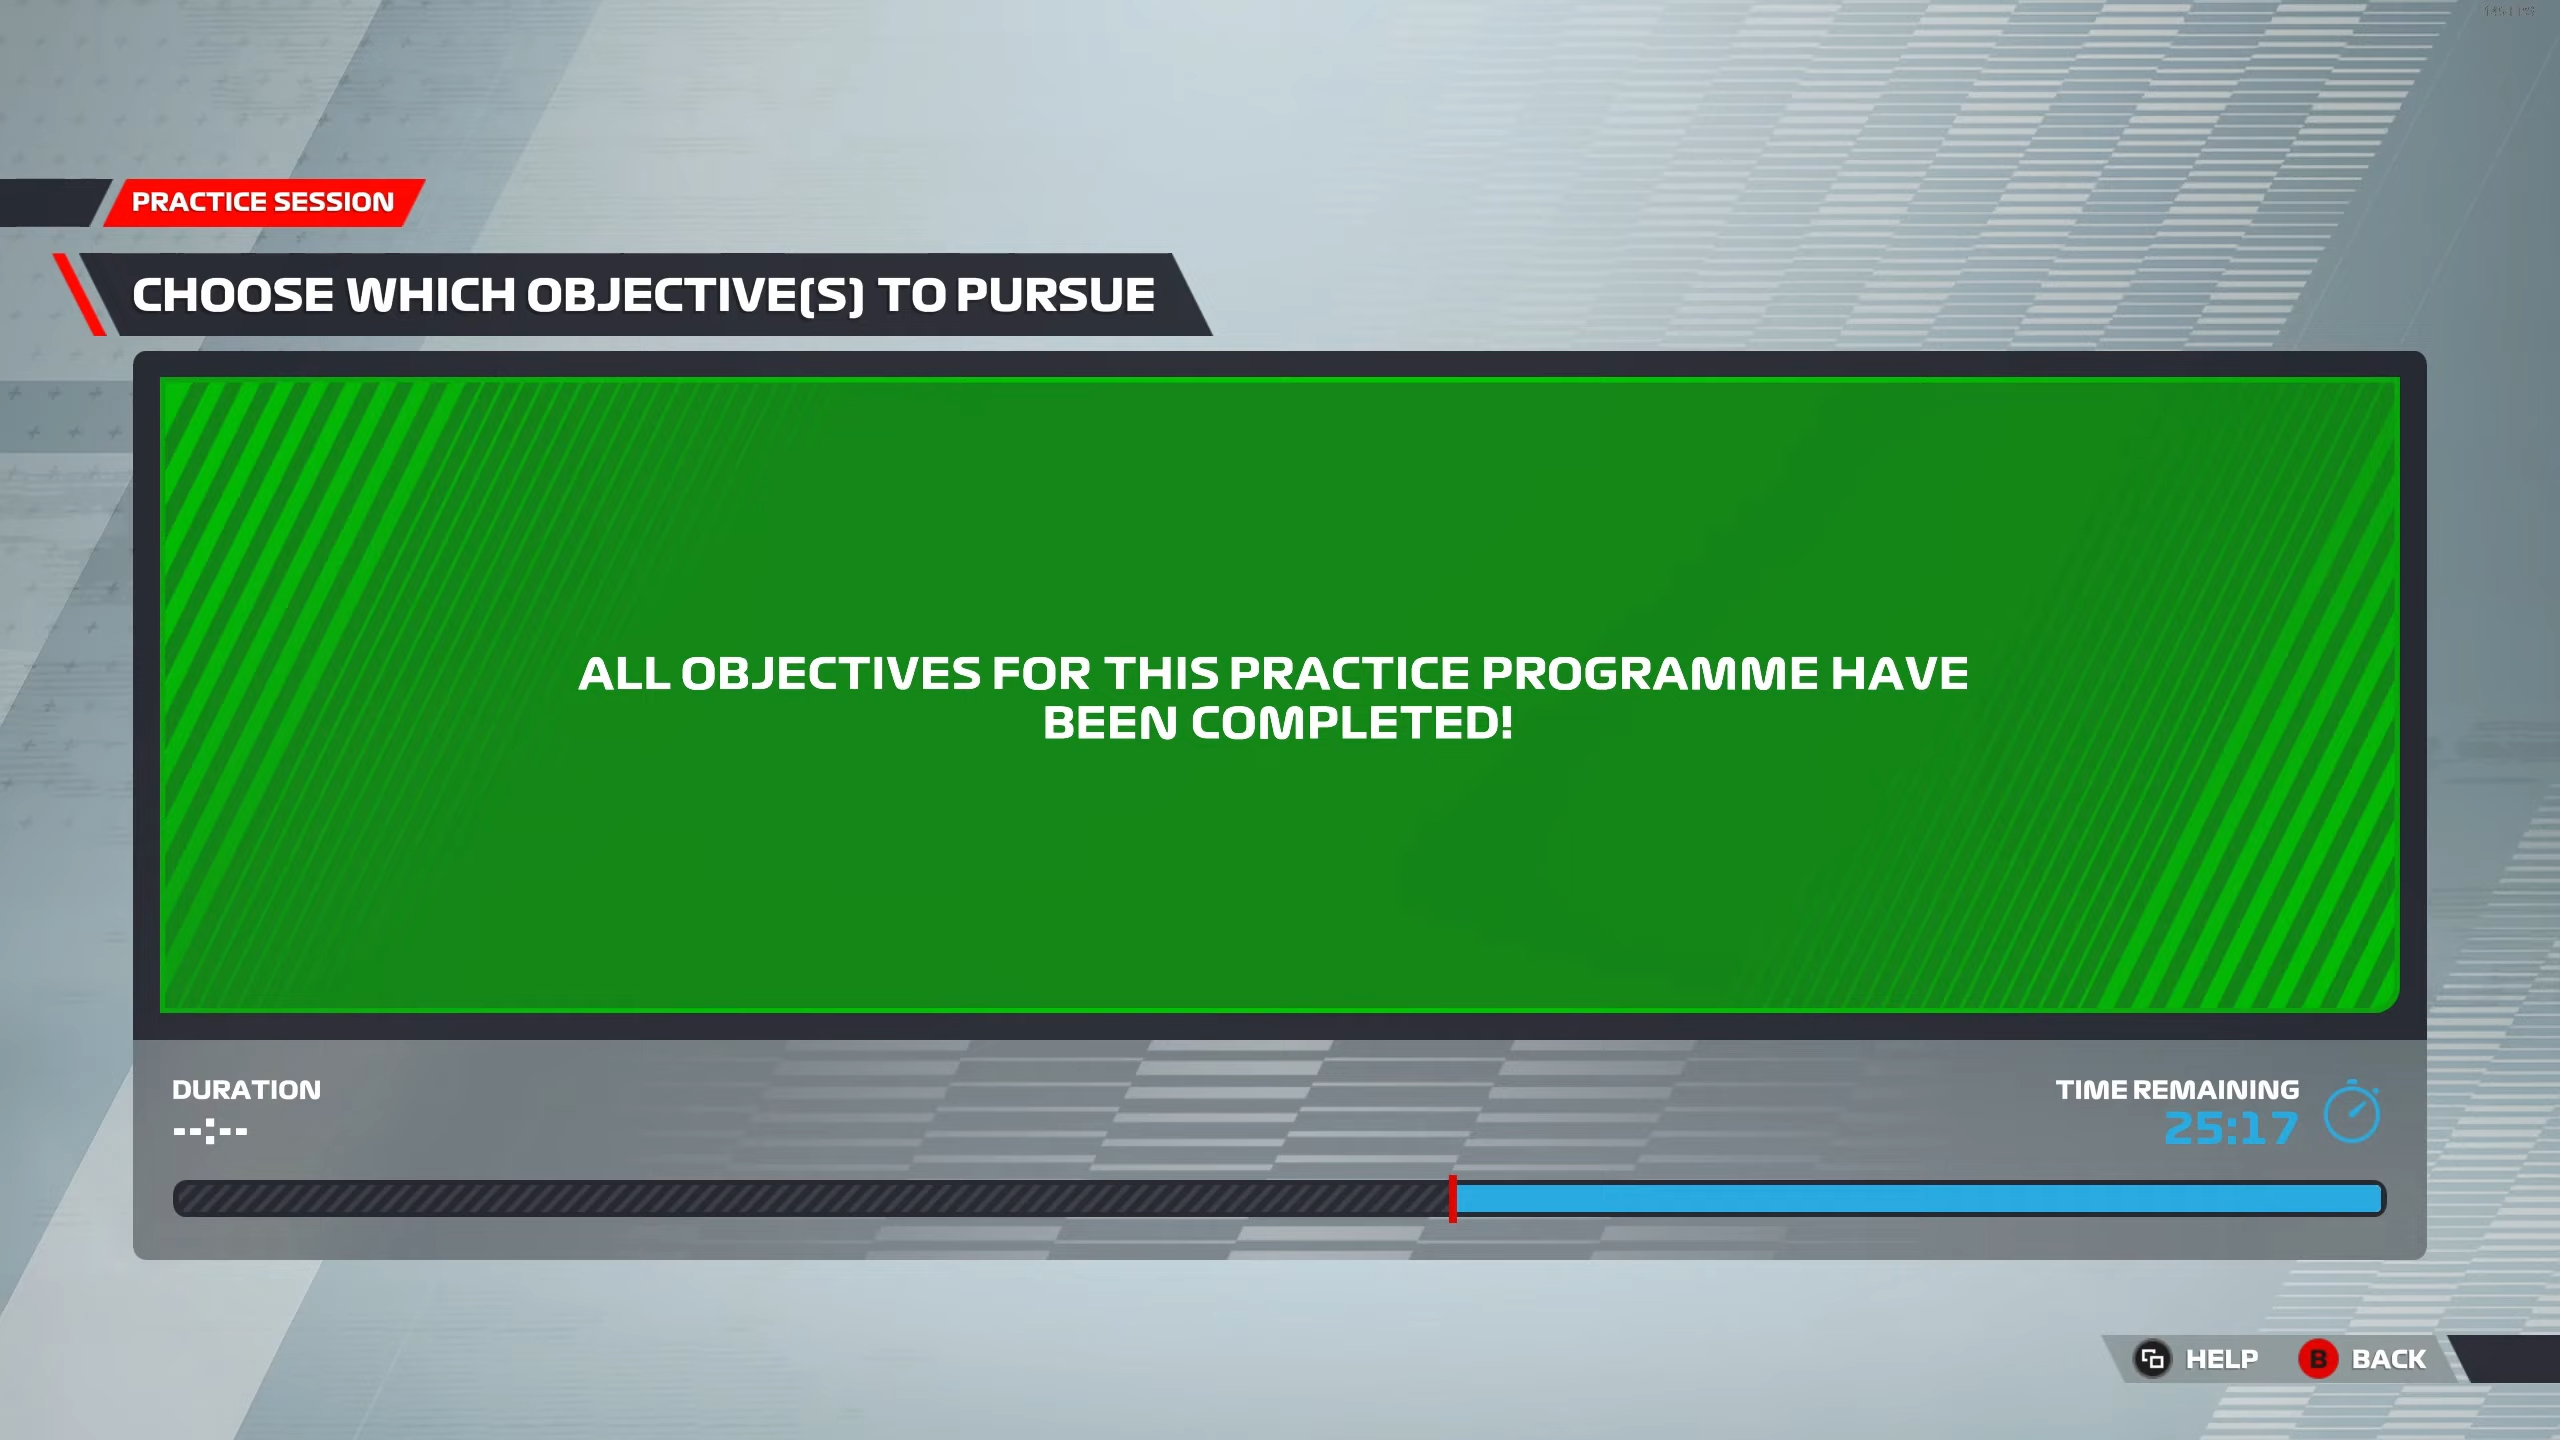 PRACTICE SESSION
CHOOSE WHICH OBJECTIVE(S) TO PURSUE
ALL OBJECTIVES FOR THIS PRACTICE PROGRAMME HAVE
BEEN COMPLETED!
DURATION
--:--
TIME REMAINING
25:17
HELP
B BACK